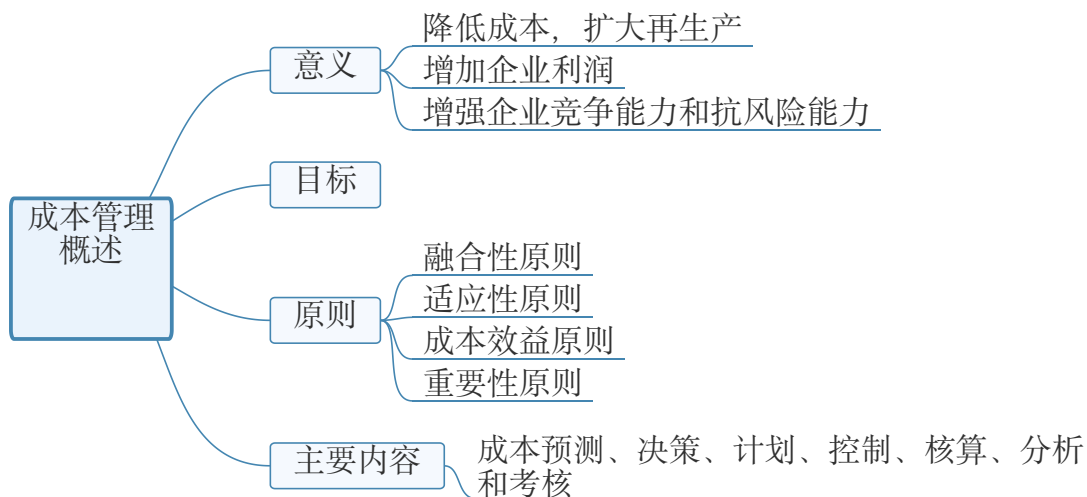 降低成本，扩大再生产
意义
增加企业利润
增强企业竞争能力和抗风险能力
目标
成本管理
概述
融合性原则
适应性原则
原则
成本效益原则
重要性原则
主要内容
成本预测、决策、计划、控制、核算、分析
和考核